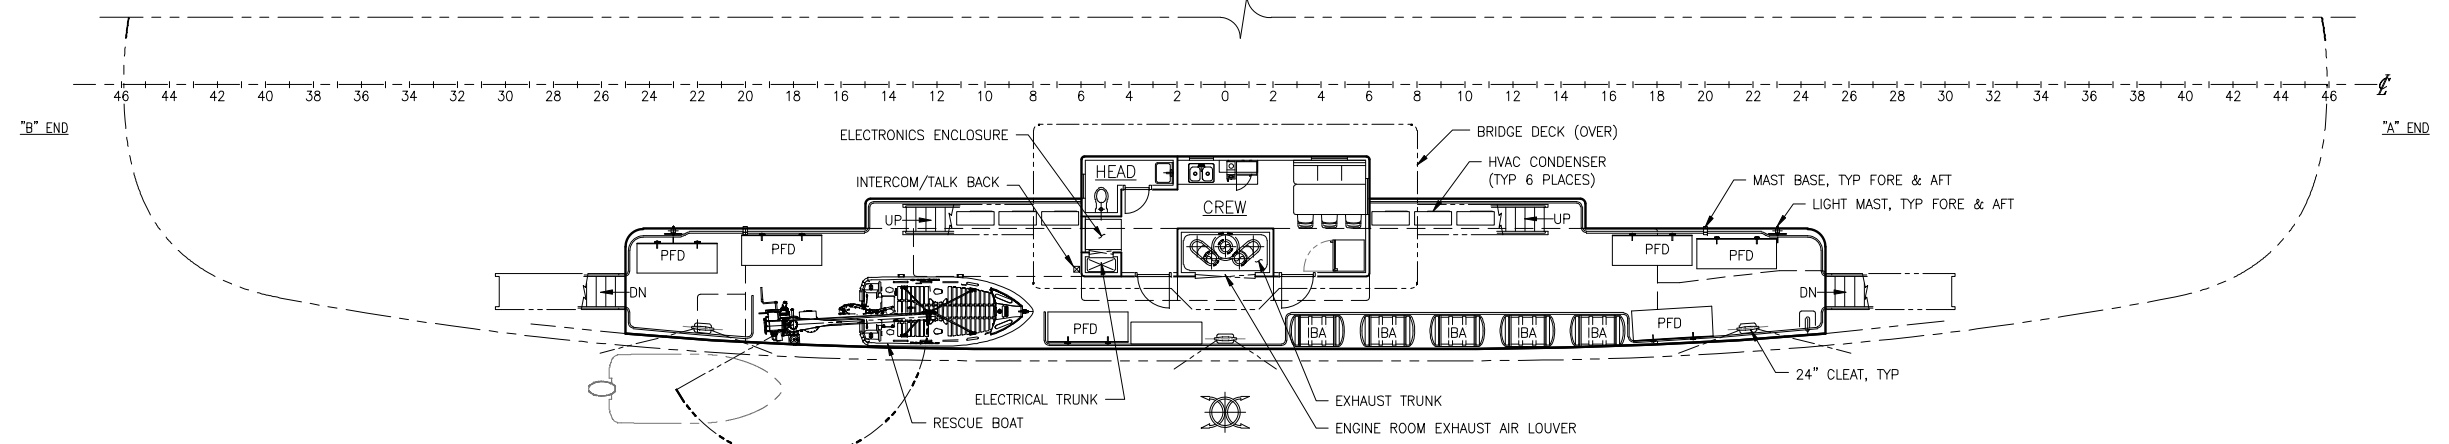 46 44 42 40 38 36 34 32 30 28 26 24 22 20 18 16 14 12 10 8 6 4 2 0 2 4 6 8 10 12 14 16 18 20 22 24 26 28 30 32 34 36 38 40 42 44 46 ℄
"B" END
"A" END
ELECTRONICS ENCLOSURE
BRIDGE DECK (OVER)
HVAC CONDENSER
(TYP 6 PLACES)
HEAD
INTERCOM/TALK BACK
MAST BASE, TYP FORE & AFT
CREW
LIGHT MAST, TYP FORE & AFT
UP
UP
PFD
PFD
PFD
PFD
DN
DN
PFD
IBA
IBA
IBA
IBA
IBA
PFD
24" CLEAT, TYP
ELECTRICAL TRUNK
EXHAUST TRUNK
RESCUE BOAT
ENGINE ROOM EXHAUST AIR LOUVER